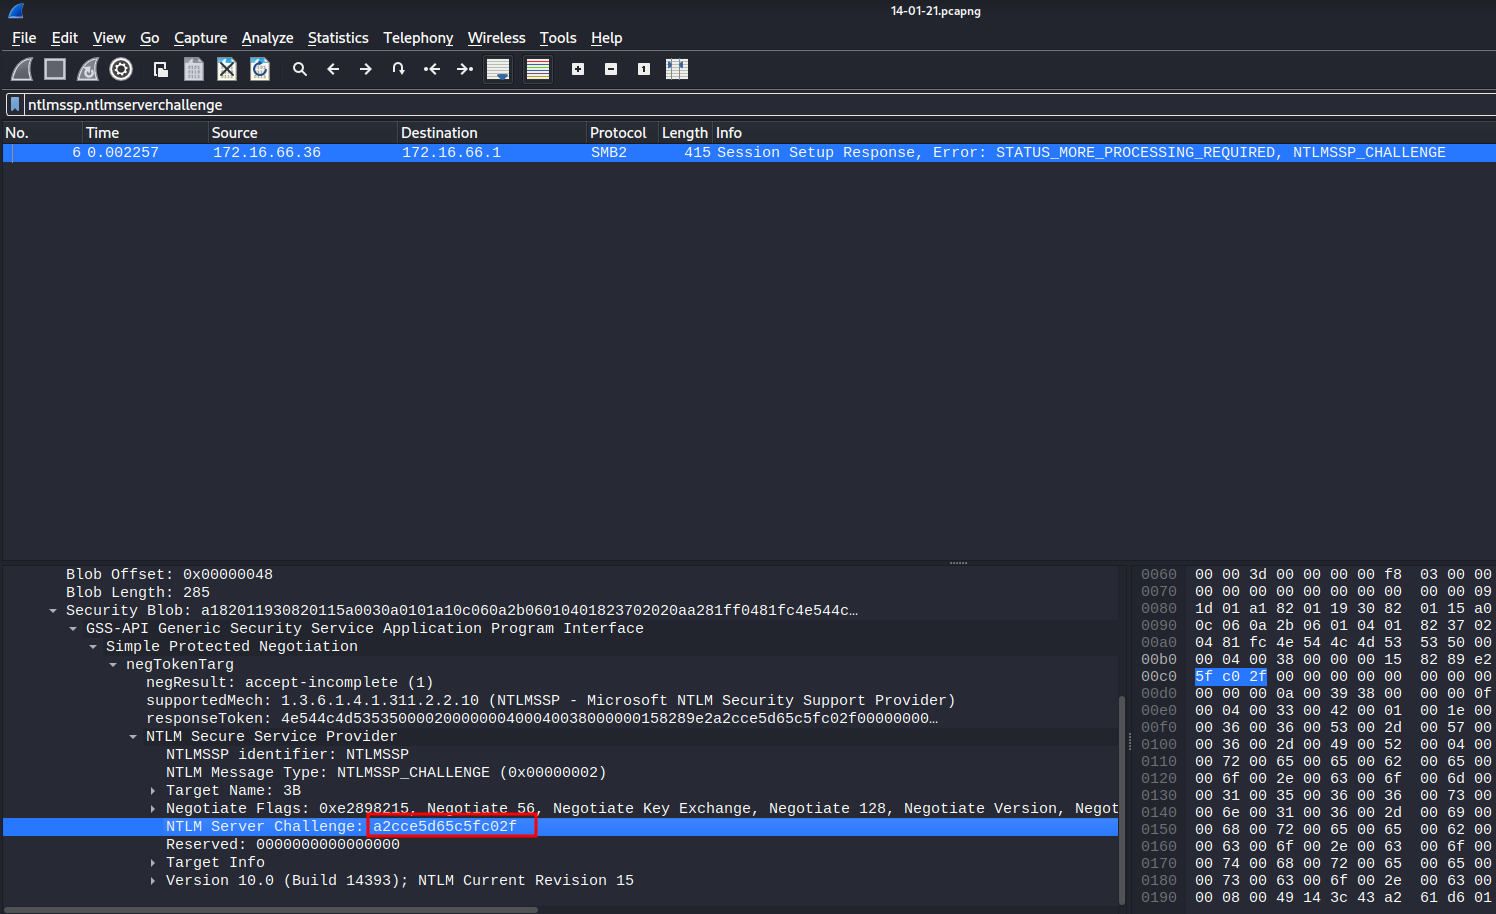 14-01-21.pcapng
File Edit View Go Capture Analyze Statistics Telephony Wireless Tools Help
ntlmssp.ntlmserverchallenge
No. Time Source Destination Protocol Length Info
6 0.002257 172.16.66.36 172.16.66.1 SMB2 415 Session Setup Response, Error: STATUS_MORE_PROCESSING_REQUIRED, NTLMSSP_CHALLENGE
Blob Offset: 0x00000048
Blob Length: 285
Security Blob: a182011930820115a0030a0101a10c060a2b06010401823702020aa281ff0481fc4e544c…
GSS-API Generic Security Service Application Program Interface
Simple Protected Negotiation
negTokenTarg
negResult: accept-incomplete (1)
supportedMech: 1.3.6.1.4.1.311.2.2.10 (NTLMSSP - Microsoft NTLM Security Support Provider)
responseToken: 4e544c4d53535000020000000400040038000000158289e2a2cce5d65c5fc02f00000000…
NTLM Secure Service Provider
NTLMSSP identifier: NTLMSSP
NTLM Message Type: NTLMSSP_CHALLENGE (0x00000002)
Target Name: 3B
Negotiate Flags: 0xe2898215, Negotiate 56, Negotiate Key Exchange, Negotiate 128, Negotiate Version, Negot
NTLM Server Challenge: a2cce5d65c5fc02f
Reserved: 0000000000000000
Target Info
Version 10.0 (Build 14393); NTLM Current Revision 15
0060 00 00 3d 00 00 00 00 f8 03 00 00
0070 00 00 00 00 00 00 00 00 00 00 09
0080 1d 01 a1 82 01 19 30 82 01 15 a0
0090 0c 06 0a 2b 06 01 04 01 82 37 02
00a0 04 81 fc 4e 54 4c 4d 53 53 50 00
00b0 00 04 00 38 00 00 00 15 82 89 e2
00c0 5f c0 2f 00 00 00 00 00 00 00 00
00d0 00 00 00 0a 00 39 38 00 00 00 0f
00e0 00 04 00 33 00 42 00 01 00 1e 00
00f0 00 36 00 36 00 53 00 2d 00 57 00
0100 00 36 00 2d 00 49 00 52 00 04 00
0110 00 72 00 65 00 65 00 62 00 65 00
0120 00 6f 00 2e 00 63 00 6f 00 6d 00
0130 00 31 00 35 00 36 00 36 00 73 00
0140 00 6e 00 31 00 36 00 2d 00 69 00
0150 00 68 00 72 00 65 00 65 00 62 00
0160 00 63 00 6f 00 2e 00 63 00 6f 00
0170 00 74 00 68 00 72 00 65 00 65 00
0180 00 73 00 63 00 6f 00 2e 00 63 00
0190 00 08 00 49 14 3c 43 a2 61 d6 01